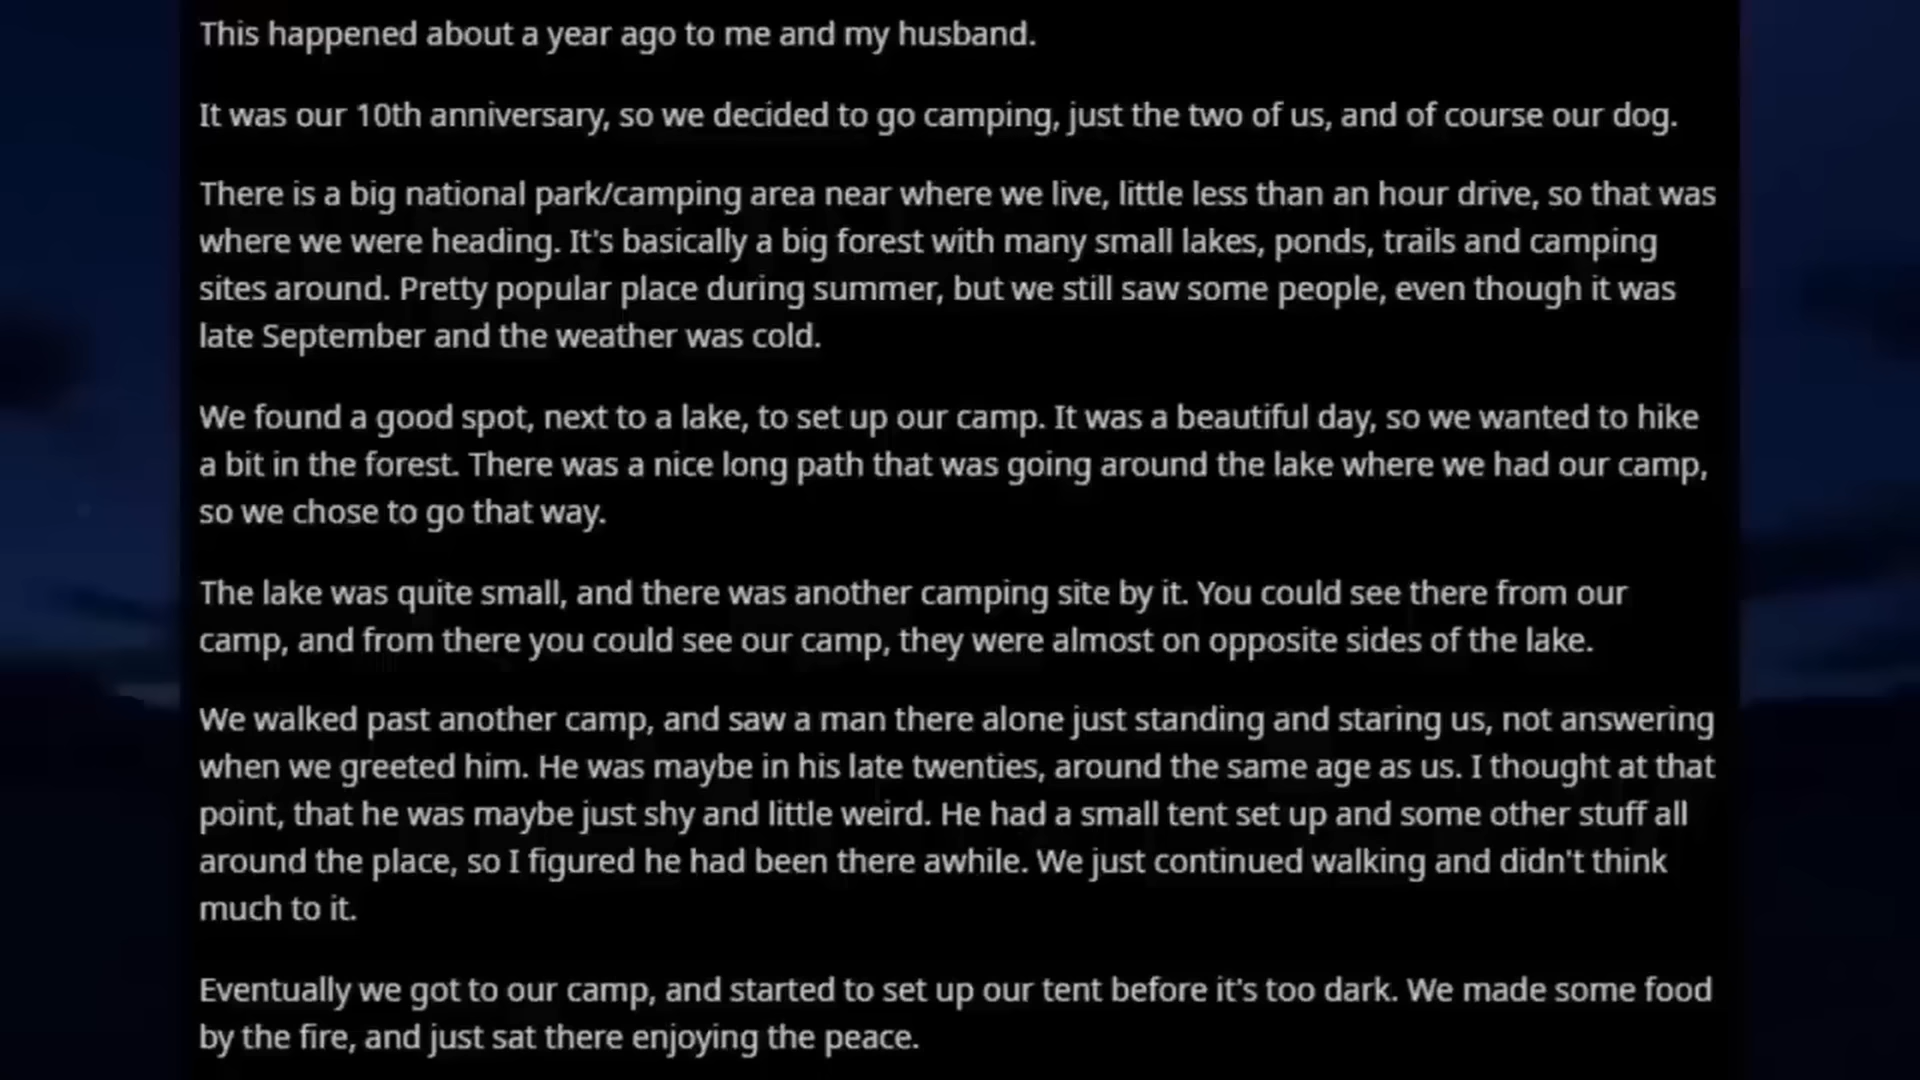 This happened about a year ago to me and my husband.
It was our 10th anniversary, so we decided to go camping, just the two of us, and of course our dog.
There is a big national park/camping area near where we live, little less than an hour drive, so that was
where we were heading. It's basically a big forest with many small lakes, ponds, trails and camping
sites around. Pretty popular place during summer, but we still saw some people, even though it was
late September and the weather was cold.
We found a good spot, next to a lake, to set up our camp. It was a beautiful day, so we wanted to hike
a bit in the forest. There was a nice long path that was going around the lake where we had our camp,
so we chose to go that way.
The lake was quite small, and there was another camping site by it. You could see there from our
camp, and from there you could see our camp, they were almost on opposite sides of the lake.
We walked past another camp, and saw a man there alone just standing and staring us, not answering
when we greeted him. He was maybe in his late twenties, around the same age as us. I thought at that
point, that he was maybe just shy and little weird. He had a small tent set up and some other stuff all
around the place, so I figured he had been there awhile. We just continued walking and didn't think
much to it.
Eventually we got to our camp, and started to set up our tent before it's too dark. We made some food
by the fire, and just sat there enjoying the peace.